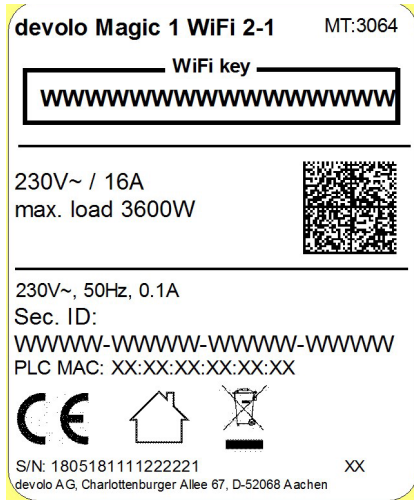 devolo Magic 1 WiFi 2-1 MT:3064
WiFi key
WWWWWWWWWWWWWWWW
230V~ / 16A
max. load 3600W
230V~, 50Hz, 0.1A
Sec. ID:
WWWW-WWWW-WWWW-WWWW
PLC MAC: XX:XX:XX:XX:XX:XX
CE
S/N: 1805181111222221 XX
devolo AG, Charlottenburger Allee 67, D-52068 Aachen